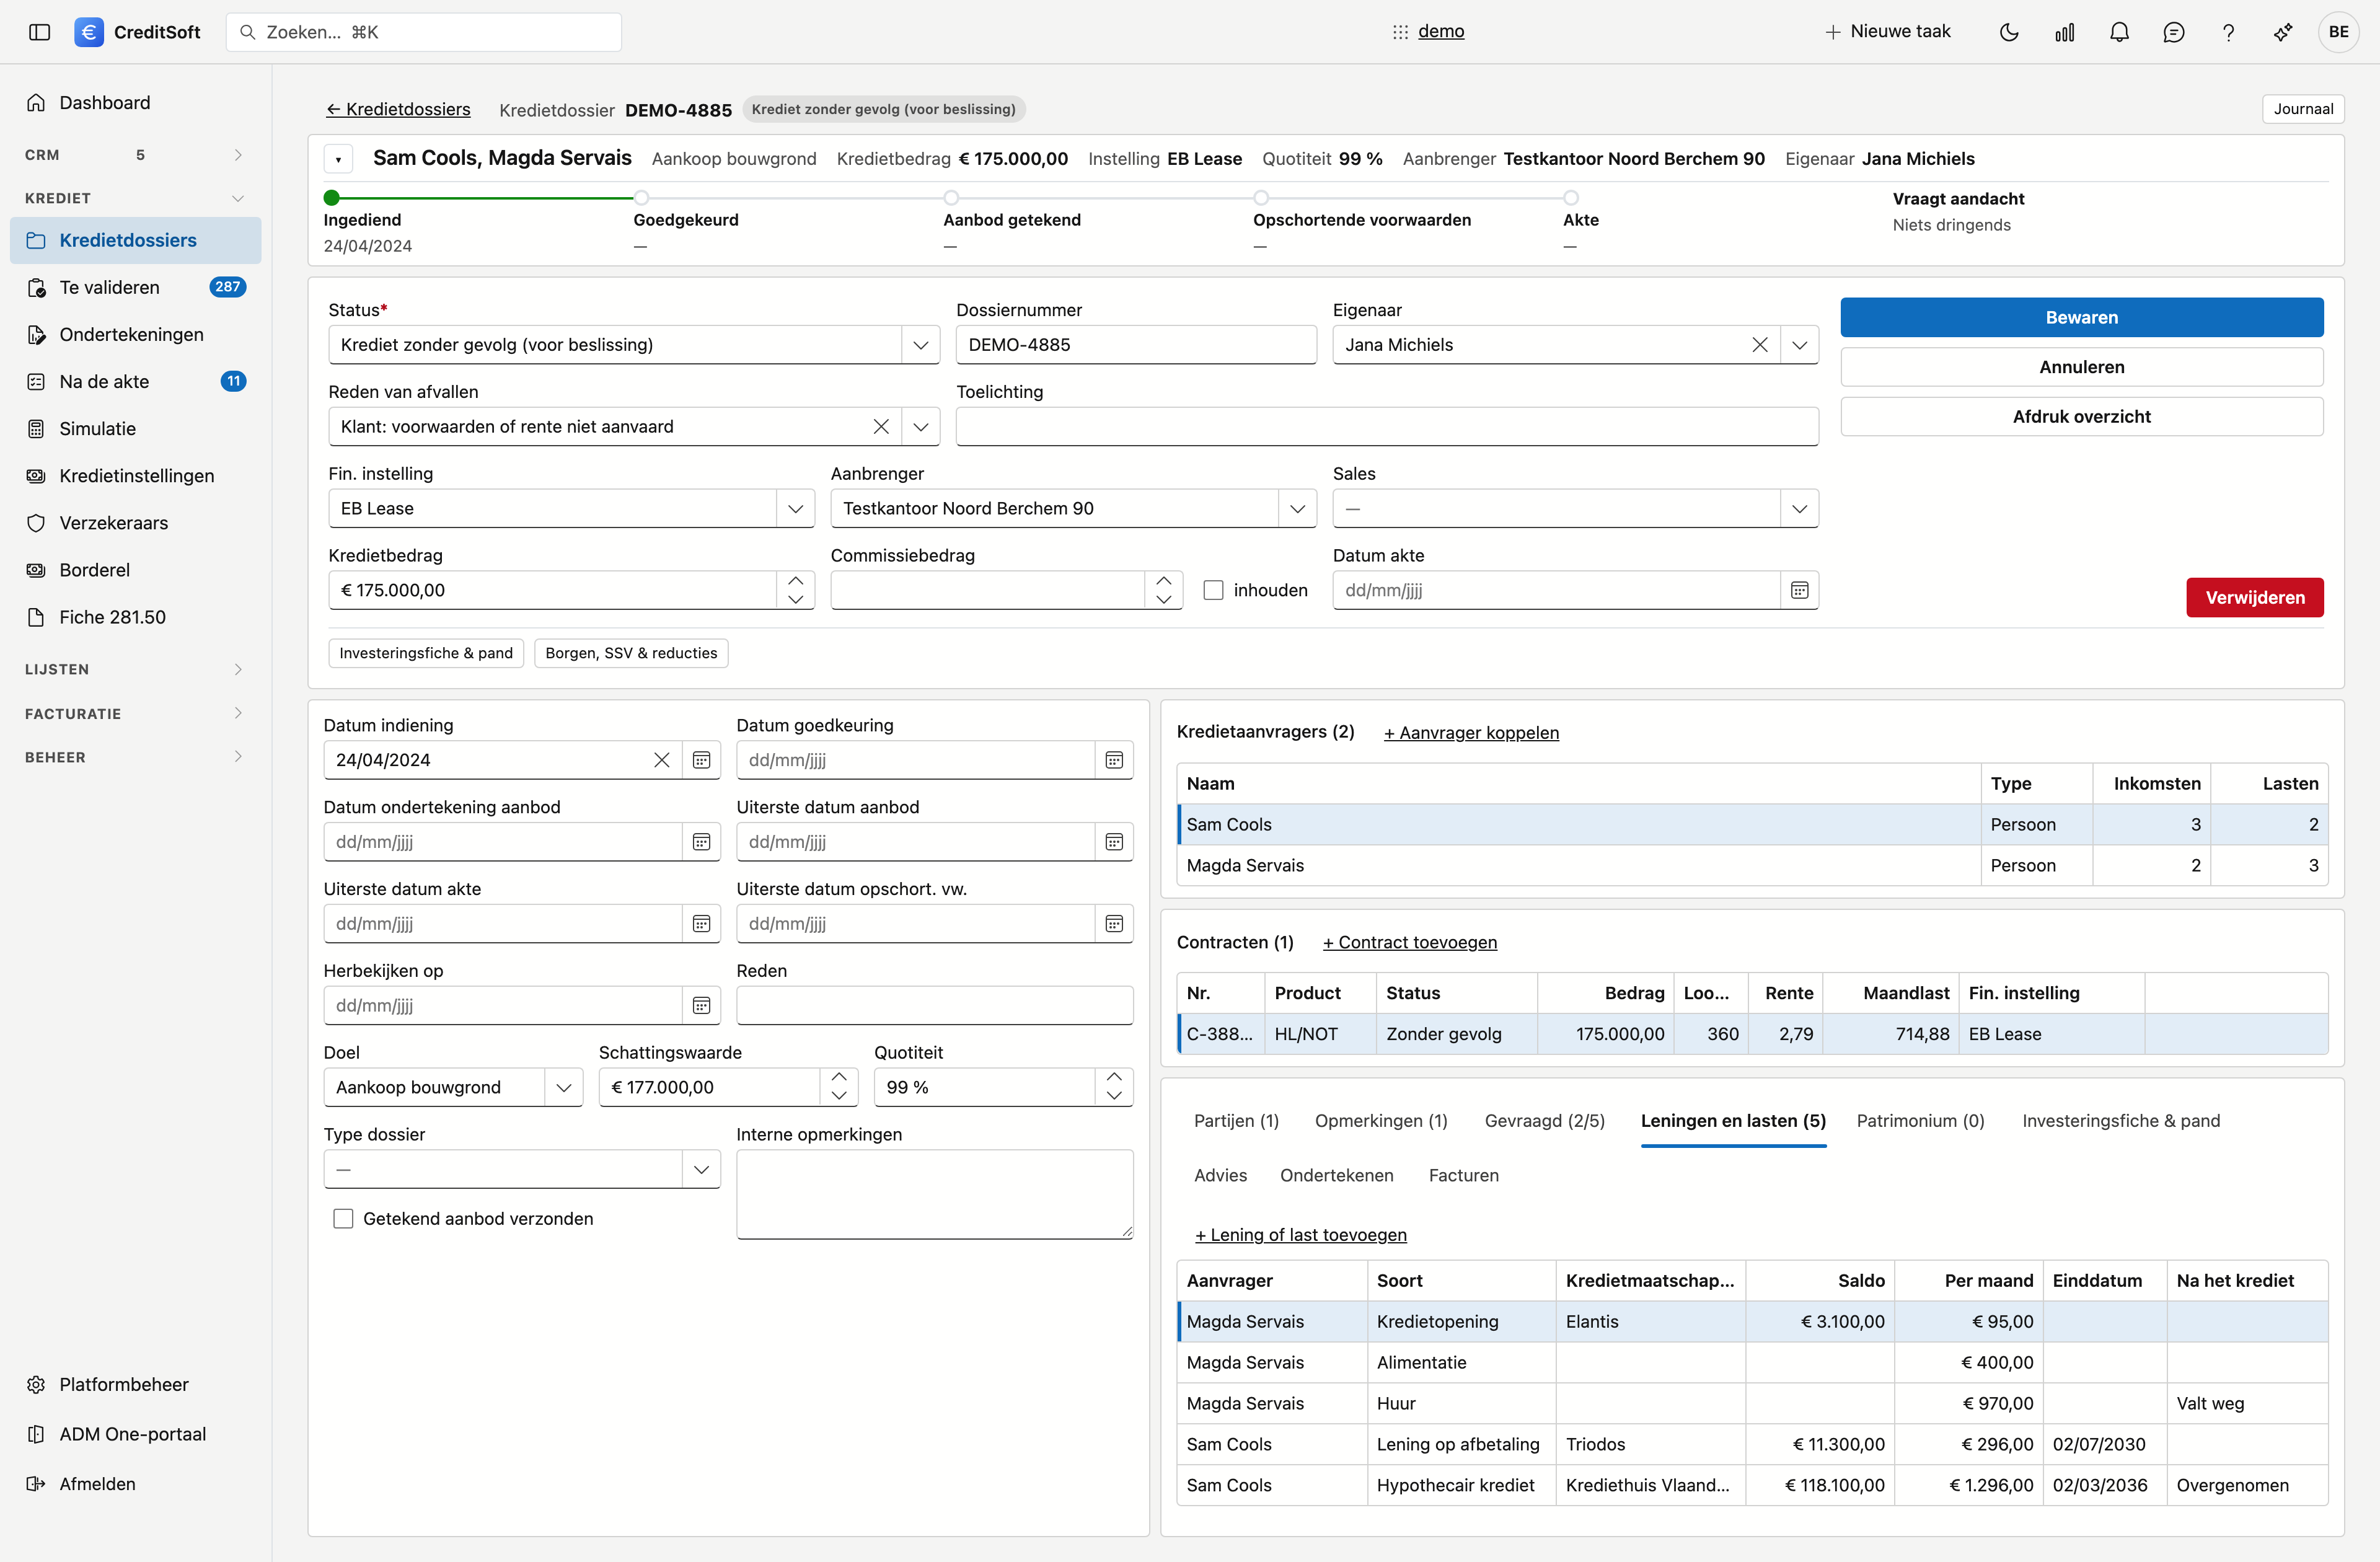 CreditSoft
Zoeken... ⌘K
demo
Nieuwe taak
BE
Dashboard
CRM 5
KREDIET
Kredietdossiers
Te valideren 287
Ondertekeningen
Na de akte 11
Simulatie
Kredietinstellingen
Verzekeraars
Borderel
Fiche 281.50
LIJSTEN
FACTURATIE
BEHEER
Platformbeheer
ADM One-portaal
Afmelden
← Kredietdossiers Kredietdossier DEMO-4885 Krediet zonder gevolg (voor beslissing) Journaal
Sam Cools, Magda Servais Aankoop bouwgrond Kredietbedrag € 175.000,00 Instelling EB Lease Quotiteit 99 % Aanbrenger Testkantoor Noord Berchem 90 Eigenaar Jana Michiels
Ingediend Goedgekeurd Aanbod getekend Opschortende voorwaarden Akte
24/04/2024 — — — —
Vraagt aandacht
Niets dringends
Status* Dossiernummer Eigenaar
Krediet zonder gevolg (voor beslissing) DEMO-4885 Jana Michiels
Reden van afvallen Toelichting
Klant: voorwaarden of rente niet aanvaard
Fin. instelling Aanbrenger Sales
EB Lease Testkantoor Noord Berchem 90 —
Kredietbedrag Commissiebedrag Datum akte
€ 175.000,00 inhouden dd/mm/jjjj
Bewaren
Annuleren
Afdruk overzicht
Verwijderen
Investeringsfiche & pand Borgen, SSV & reducties
Datum indiening Datum goedkeuring
24/04/2024 dd/mm/jjjj
Datum ondertekening aanbod Uiterste datum aanbod
dd/mm/jjjj dd/mm/jjjj
Uiterste datum akte Uiterste datum opschort. vw.
dd/mm/jjjj dd/mm/jjjj
Herbekijken op Reden
dd/mm/jjjj
Doel Schattingswaarde Quotiteit
Aankoop bouwgrond € 177.000,00 99 %
Type dossier Interne opmerkingen
—
Getekend aanbod verzonden
Kredietaanvragers (2) + Aanvrager koppelen
Naam Type Inkomsten Lasten
Sam Cools Persoon 3 2
Magda Servais Persoon 2 3
Contracten (1) + Contract toevoegen
Nr. Product Status Bedrag Loo... Rente Maandlast Fin. instelling
C-388... HL/NOT Zonder gevolg 175.000,00 360 2,79 714,88 EB Lease
Partijen (1) Opmerkingen (1) Gevraagd (2/5) Leningen en lasten (5) Patrimonium (0) Investeringsfiche & pand
Advies Ondertekenen Facturen
+ Lening of last toevoegen
Aanvrager Soort Kredietmaatschap... Saldo Per maand Einddatum Na het krediet
Magda Servais Kredietopening Elantis € 3.100,00 € 95,00
Magda Servais Alimentatie € 400,00
Magda Servais Huur € 970,00 Valt weg
Sam Cools Lening op afbetaling Triodos € 11.300,00 € 296,00 02/07/2030
Sam Cools Hypothecair krediet Krediethuis Vlaand... € 118.100,00 € 1.296,00 02/03/2036 Overgenomen